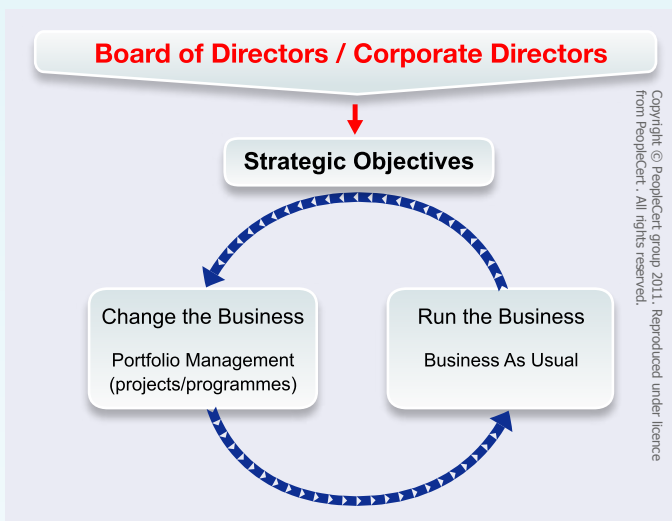 Board of Directors / Corporate Directors
Strategic Objectives
Change the Business
Portfolio Management
(projects/programmes)
Run the Business
Business As Usual
Copyright © PeopleCert group 2011. Reproduced under licence
from PeopleCert . All rights reserved.